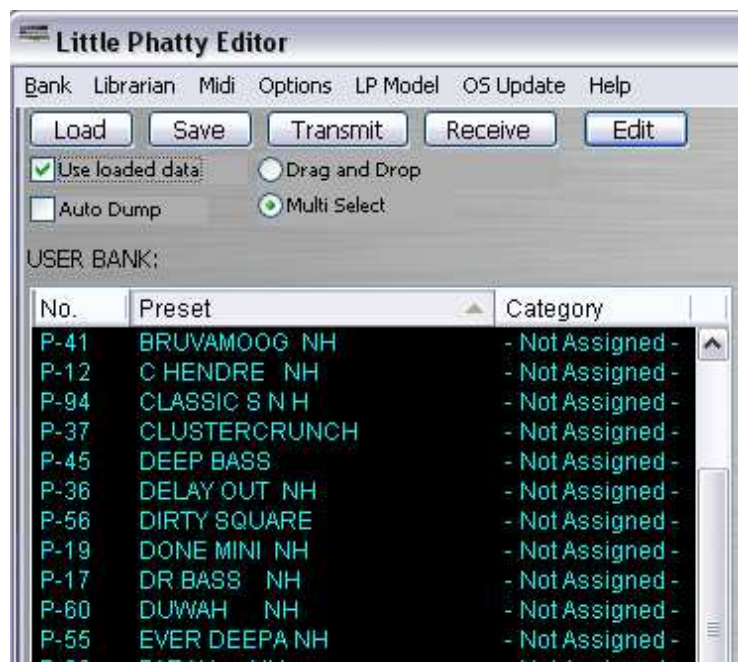 Little Phatty Editor
Bank Librarian Midi Options LP Model OS Update Help
Load Save Transmit Receive Edit
Use loaded data Drag and Drop
Auto Dump Multi Select
USER BANK:
No. Preset Category
P-41 BRUVAMOOG NH - Not Assigned -
P-12 C HENDRE NH - Not Assigned -
P-94 CLASSIC S N H - Not Assigned -
P-37 CLUSTERCRUNCH - Not Assigned -
P-45 DEEP BASS - Not Assigned -
P-36 DELAY OUT NH - Not Assigned -
P-56 DIRTY SQUARE - Not Assigned -
P-19 DONE MINI NH - Not Assigned -
P-17 DR BASS NH - Not Assigned -
P-60 DUWAH NH - Not Assigned -
P-55 EVER DEEPA NH - Not Assigned -